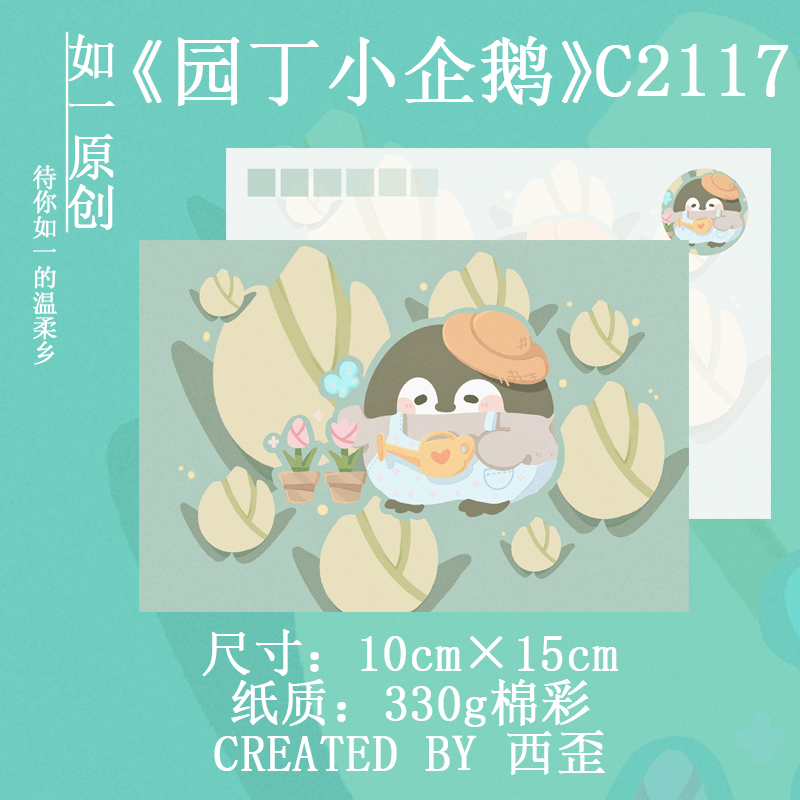 《园丁小企鹅》C2117
如一原创
待你如一的温柔乡
尺寸：10cm×15cm
纸质：330g棉彩
CREATED BY 西歪